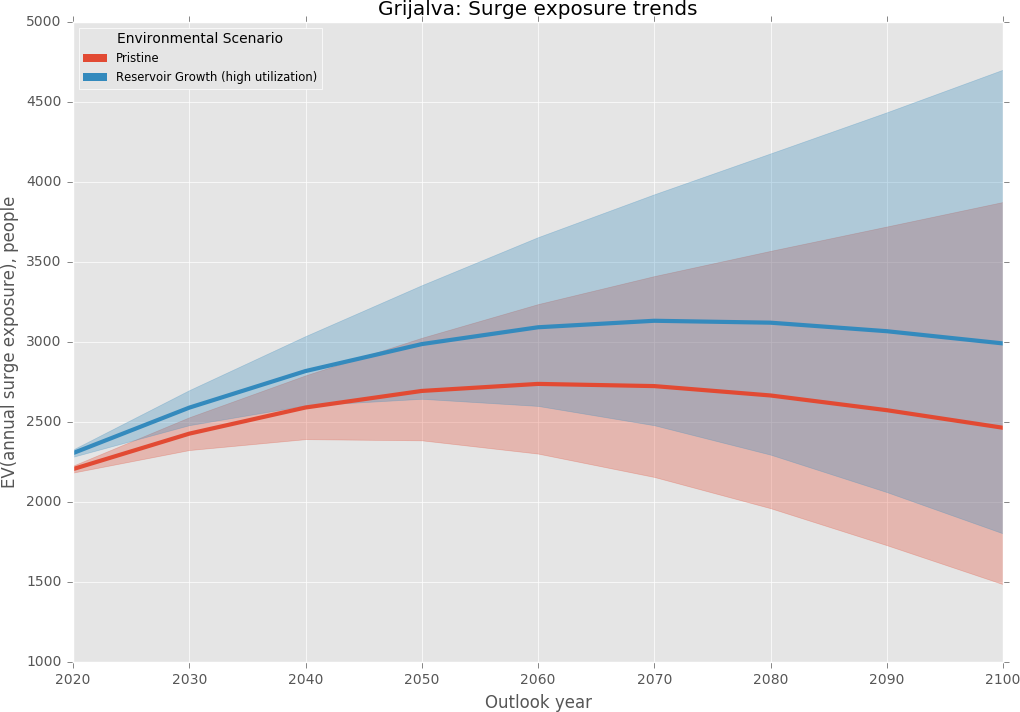 Grijalva: Surge exposure trends
Environmental Scenario
Pristine
Reservoir Growth (high utilization)
EV(annual surge exposure), people
5000
4500
4000
3500
3000
2500
2000
1500
1000
2020 2030 2040 2050 2060 2070 2080 2090 2100
Outlook year